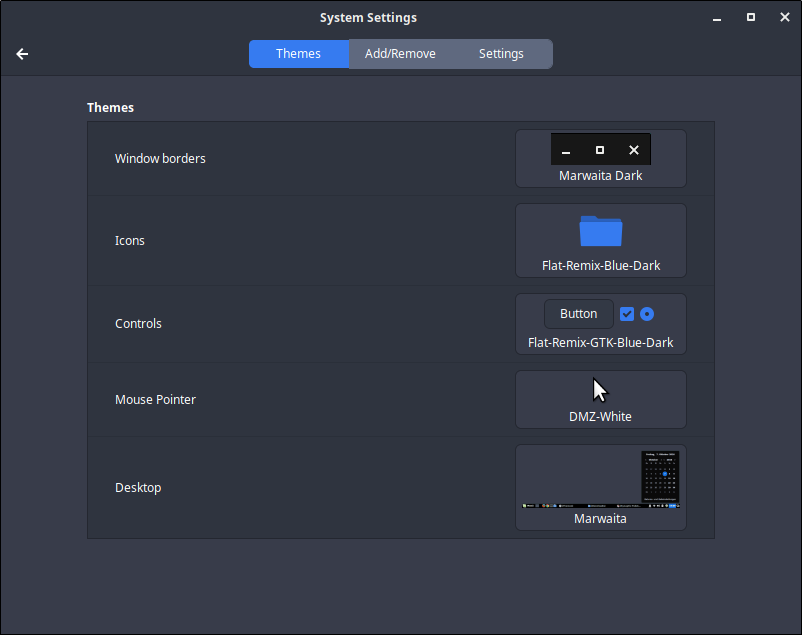 System Settings
Themes
Add/Remove
Settings
Themes
Window borders
Marwaita Dark
Icons
Flat-Remix-Blue-Dark
Controls
Button
Flat-Remix-GTK-Blue-Dark
Mouse Pointer
DMZ-White
Desktop
Marwaita